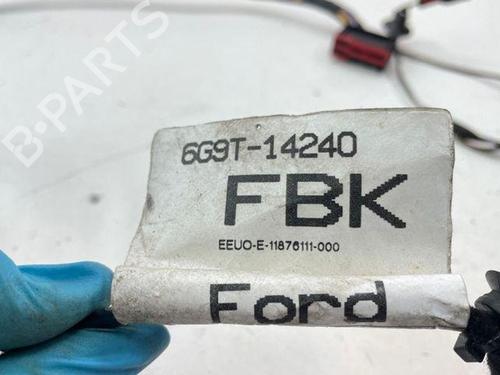 B-PARTS
6G9T-14240
FBK
EEUO-E-11876111-000
Ford